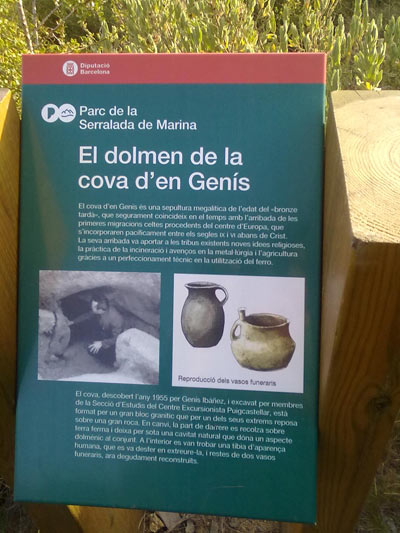 Diputació
Barcelona
Parc de la
Serralada de Marina
El dolmen de la
cova d'en Genís
El cova d'en Genís és una sepultura megalítica de l'edat del «bronze
tardà», que segurament coincideix en el temps amb l'arribada de les
primeres migracions celtes procedents del centre d'Europa, que
s'incorporaren pacíficament entre els segles IX i VI abans de Crist.
La seva arribada va aportar a les tribus existents noves idees religioses,
la pràctica de la incineració i avenços en la metal·lúrgia i l'agricultura
gràcies a un perfeccionament tècnic en la utilització del ferro.
Reproducció dels vasos funeraris
El cova, descobert l'any 1955 per Genís Ibáñez, i excavat per membres
de la Secció d'Estudis del Centre Excursionista Puigcastellar, està
format per un gran bloc granític que per un dels seus extrems reposa
sobre una gran roca. En canvi, la part de darrere es recolza sobre
terra ferma i deixa per sota una cavitat natural que dóna un aspecte
dolmènic al conjunt. A l'interior es van trobar una tíbia d'aparença
humana, que es va desfer en extreure-la, i restes de dos vasos
funeraris, ara degudament reconstruïts.